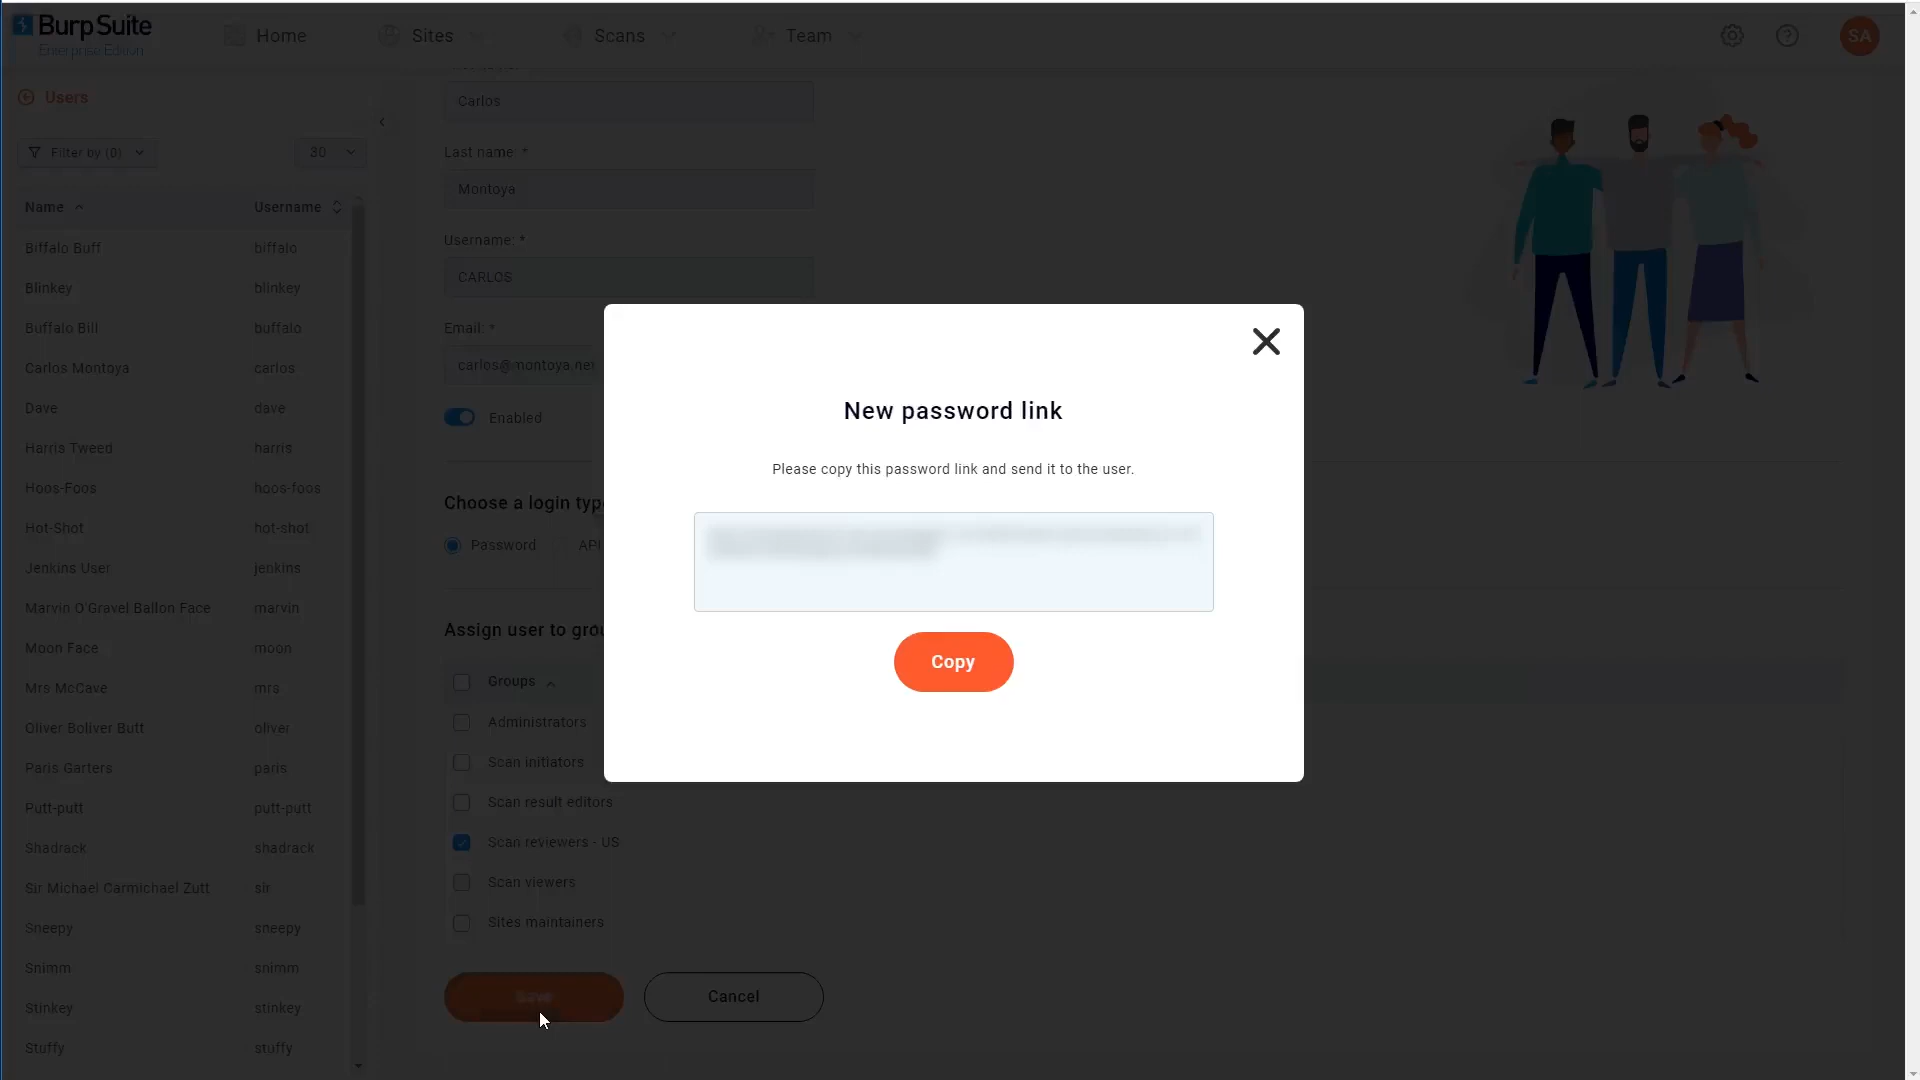 BurpSuite
Enterprise Edition
Home
Sites
Scans
Team
SA
Users
Filter by (0)
30
Name
Username
Biffalo Buff biffalo
Blinkey blinkey
Buffalo Bill buffalo
Carlos Montoya carlos
Dave dave
Harris Tweed harris
Hoos-Foos hoos-foos
Hot-Shot hot-shot
Jenkins User jenkins
Marvin O'Gravel Ballon Face marvin
Moon Face moon
Mrs McCave mrs
Oliver Boliver Butt oliver
Paris Garters paris
Putt-putt putt-putt
Shadrack shadrack
Sir Michael Carmichael Zutt sir
Sneepy sneepy
Snimm snimm
Stinkey stinkey
Stuffy stuffy
Carlos
Last name: *
Montoya
Username: *
CARLOS
Email: *
carlos@montoya.net
Enabled
Choose a login typ
Password API
Assign user to gro
Groups
Administrators
Scan initiators
Scan result editors
Scan reviewers - US
Scan viewers
Sites maintainers
Save
Cancel
New password link
Please copy this password link and send it to the user.
Copy